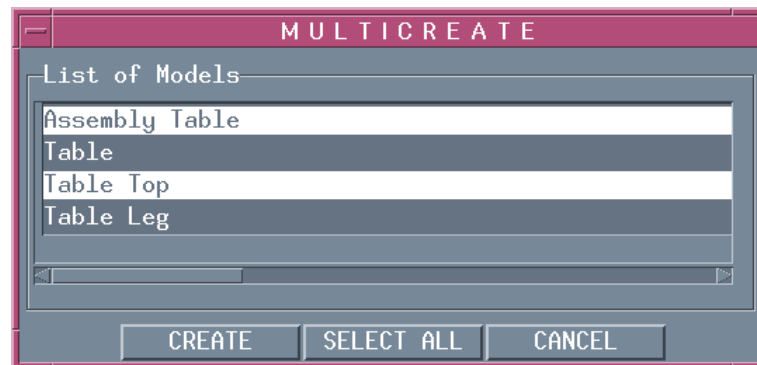 MULTICREATE
List of Models
Assembly Table
Table
Table Top
Table Leg
CREATE SELECT ALL CANCEL